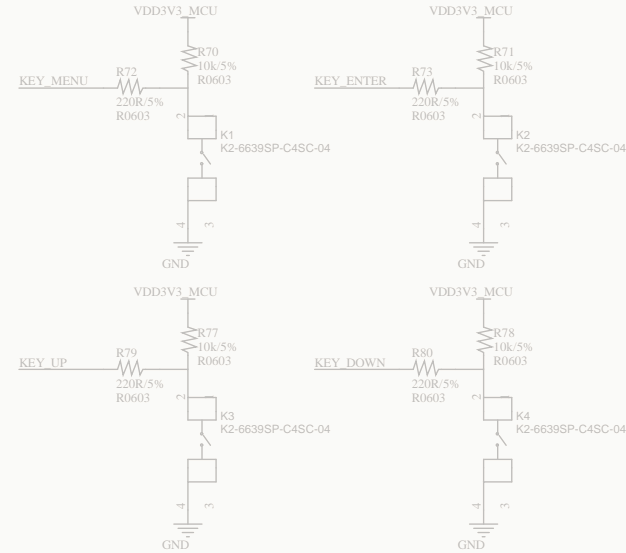 VDD3V3_MCU
R70
10k/5%
R0603
KEY_MENU
R72
220R/5%
R0603
2
1
K1
K2-6639SP-C4SC-04
4
3
GND
VDD3V3_MCU
R71
10k/5%
R0603
KEY_ENTER
R73
220R/5%
R0603
2
1
K2
K2-6639SP-C4SC-04
4
3
GND
VDD3V3_MCU
R77
10k/5%
R0603
KEY_UP
R79
220R/5%
R0603
2
1
K3
K2-6639SP-C4SC-04
4
3
GND
VDD3V3_MCU
R78
10k/5%
R0603
KEY_DOWN
R80
220R/5%
R0603
2
1
K4
K2-6639SP-C4SC-04
4
3
GND